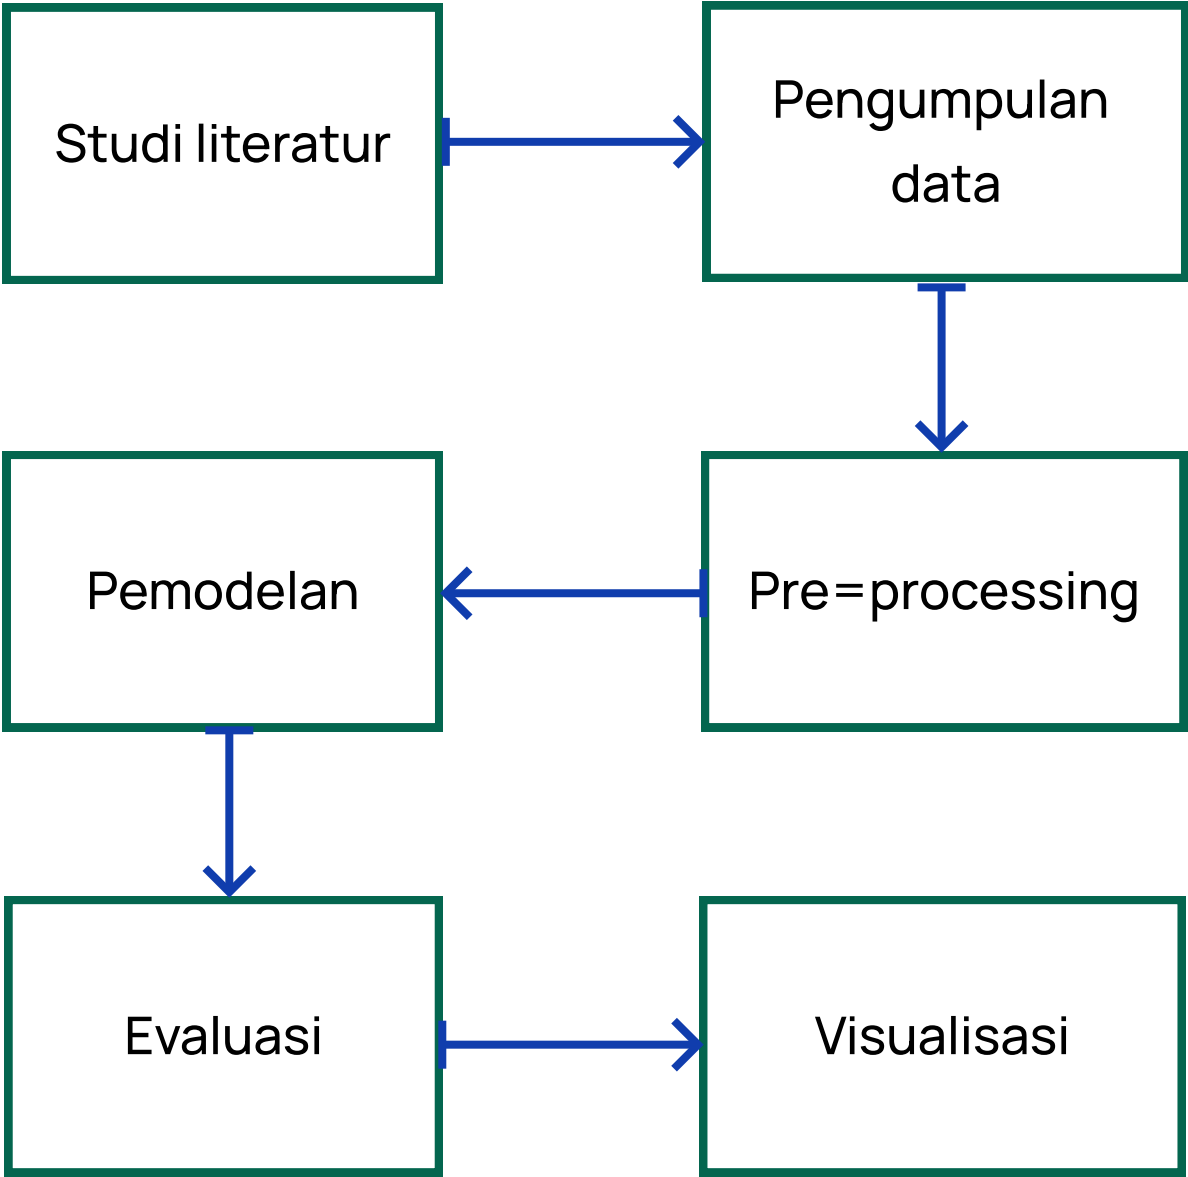 Studi literatur
Pengumpulan
data
Pre=processing
Pemodelan
Evaluasi
Visualisasi